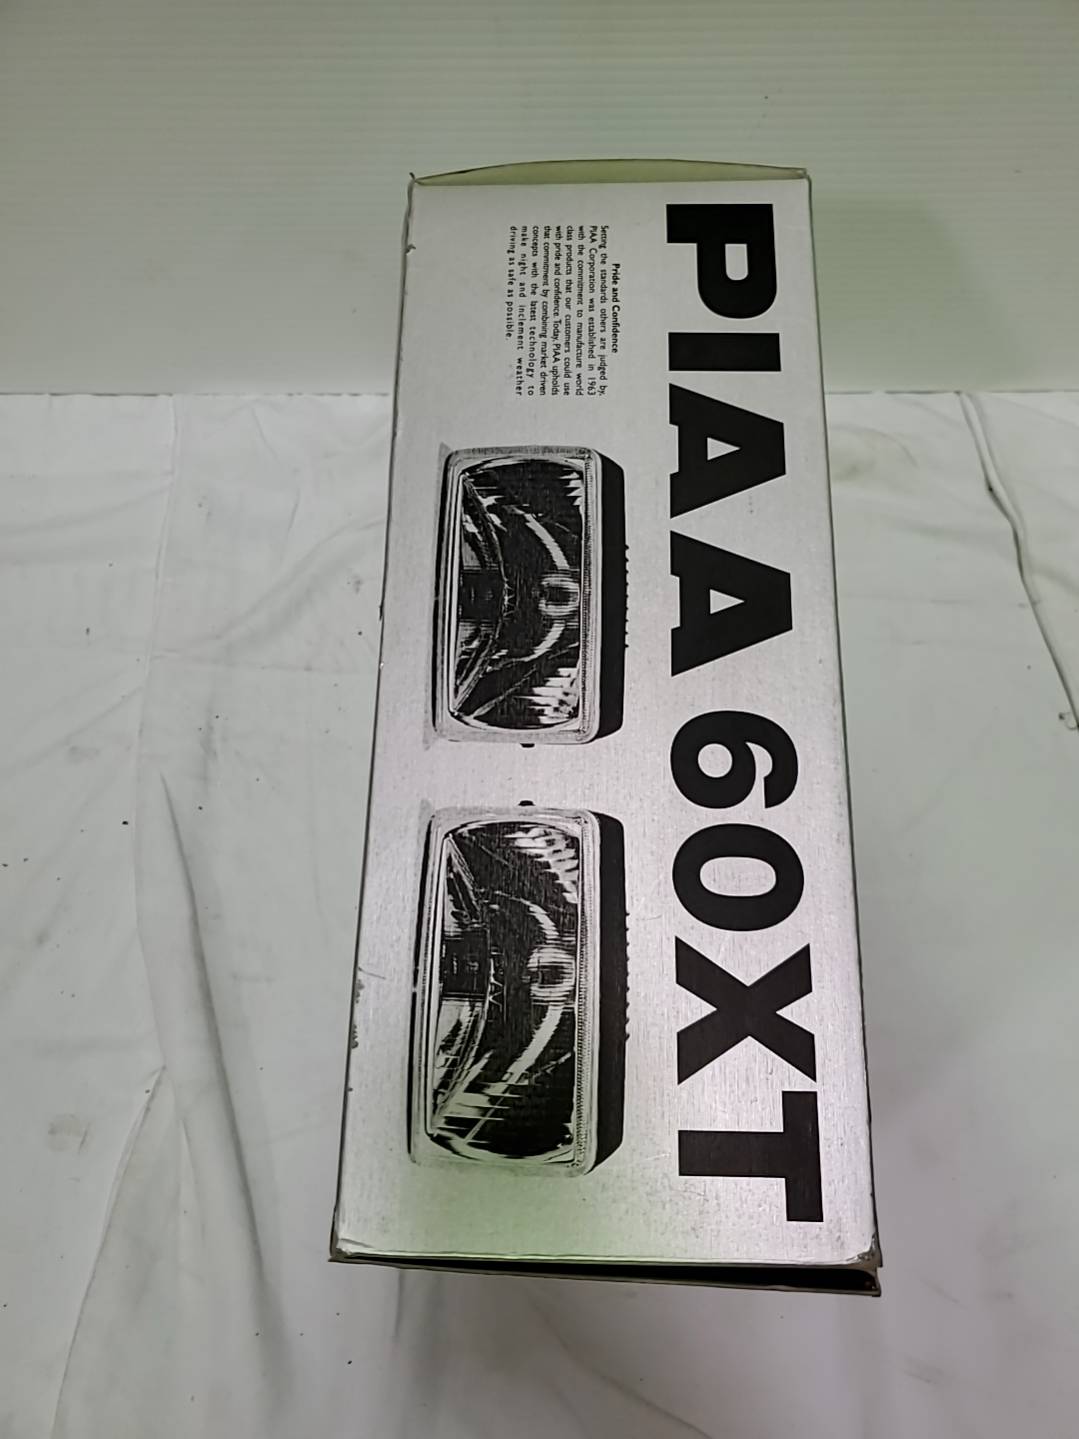 PIAA 60XT
Pride and Confidence
Setting the standards others are judged by,
PIAA Corporation was established in 1963
with the commitment to manufacture world
class products that our customers could use
with pride and confidence. Today, PIAA upholds
that commitment by combining market driven
concepts with the latest technology to
make night and inclement weather
driving as safe as possible.